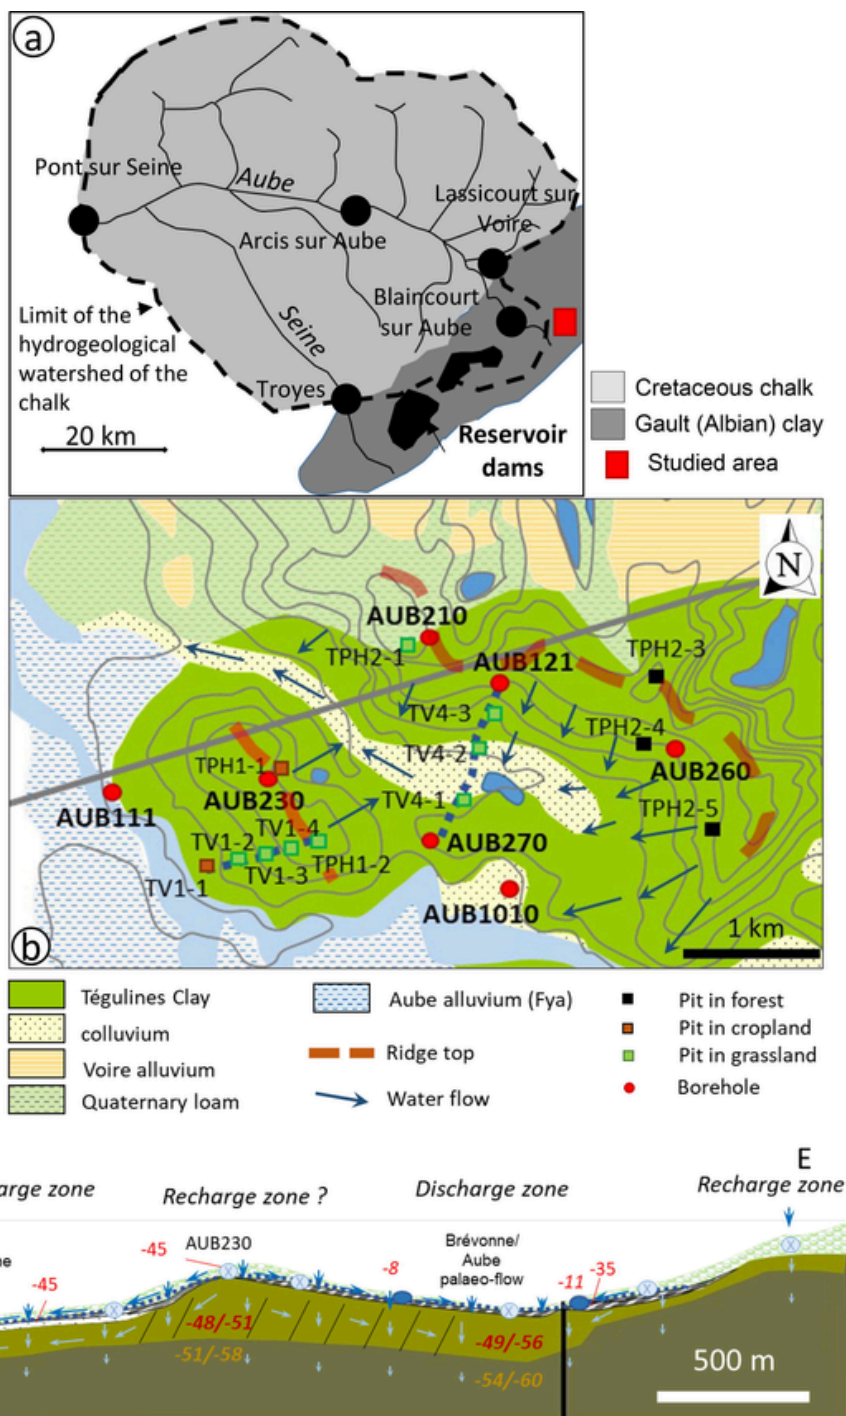 a
Pont sur Seine
Aube
Lassicourt sur
Voire
Arcis sur Aube
Blaincourt
sur Aube
Limit of the
hydrogeological
watershed of the
chalk
Seine
Troyes
20 km
Reservoir
dams
Cretaceous chalk
Gault (Albian) clay
Studied area
N
AUB210
TPH2-1
AUB121
TPH2-3
TV4-3
TPH2-4
TV4-2
TPH1-1
AUB260
AUB230
TV4-1
TPH2-5
AUB111
TV1-4
TV1-2
AUB270
TPH1-2
TV1-3
TV1-1
AUB1010
1 km
b
Tégulines Clay
colluvium
Voire alluvium
Quaternary loam
Aube alluvium (Fya)
Ridge top
Water flow
Pit in forest
Pit in cropland
Pit in grassland
Borehole
E
arge zone
Recharge zone ?
Discharge zone
Recharge zone
-45
AUB230
Brévonne/
Aube
palaeo-flow
ne
-45
-8
-11
-35
-48/-51
-49/-56
-51/-58
-54/-60
500 m